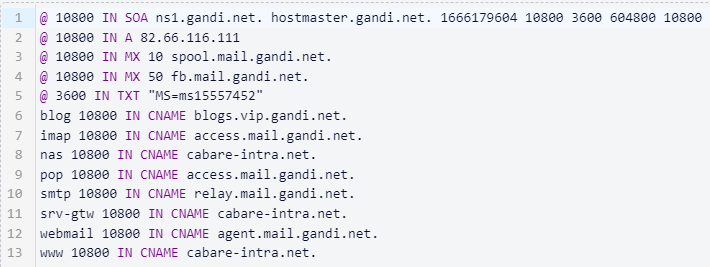 1 @ 10800 IN SOA ns1.gandi.net. hostmaster.gandi.net. 1666179604 10800 3600 604800 10800
2 @ 10800 IN A 82.66.116.111
3 @ 10800 IN MX 10 spool.mail.gandi.net.
4 @ 10800 IN MX 50 fb.mail.gandi.net.
5 @ 3600 IN TXT "MS=ms15557452"
6 blog 10800 IN CNAME blogs.vip.gandi.net.
7 imap 10800 IN CNAME access.mail.gandi.net.
8 nas 10800 IN CNAME cabare-intra.net.
9 pop 10800 IN CNAME access.mail.gandi.net.
10 smtp 10800 IN CNAME relay.mail.gandi.net.
11 srv-gtw 10800 IN CNAME cabare-intra.net.
12 webmail 10800 IN CNAME agent.mail.gandi.net.
13 www 10800 IN CNAME cabare-intra.net.